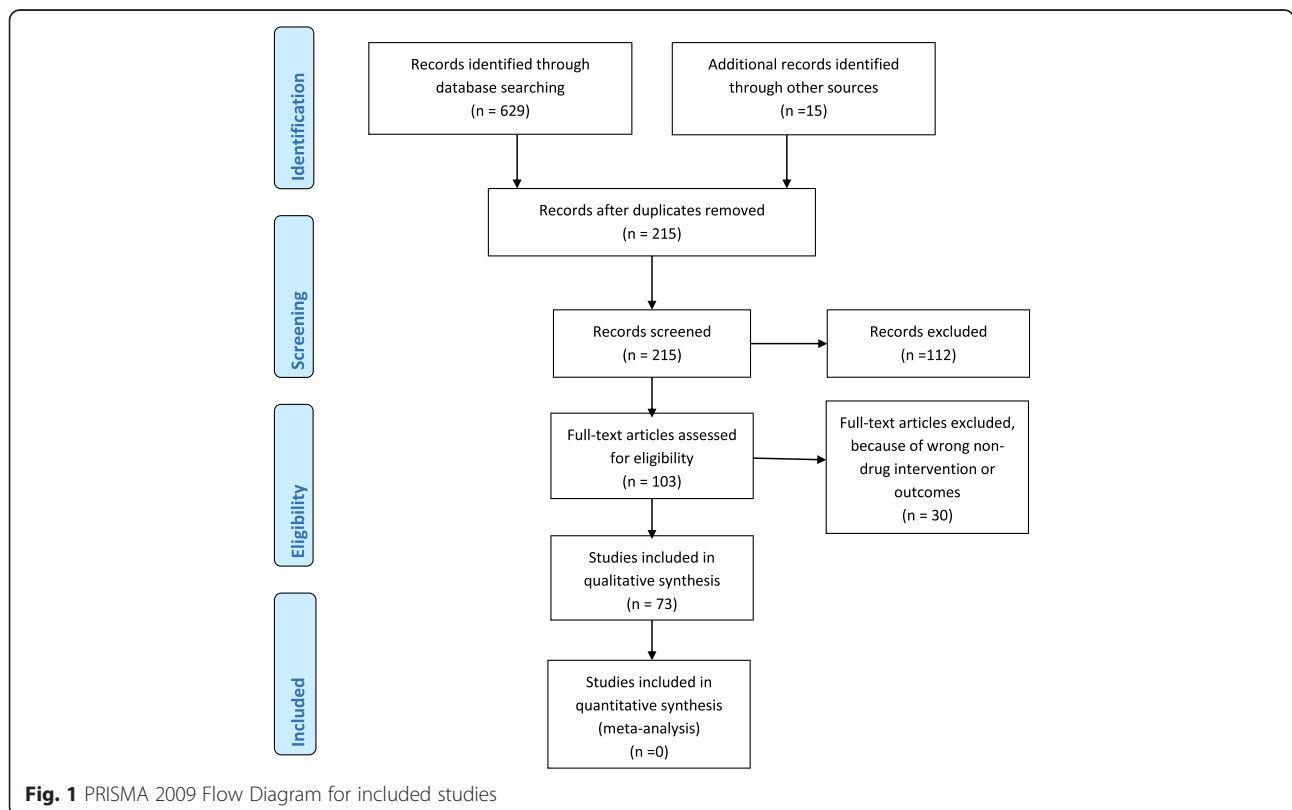 Identification
Records identified through
database searching
(n = 629)
Additional records identified
through other sources
(n =15)
Records after duplicates removed
(n = 215)
Screening
Records screened
(n = 215)
Records excluded
(n =112)
Eligibility
Full-text articles assessed
for eligibility
(n = 103)
Full-text articles excluded,
because of wrong non-
drug intervention or
outcomes
(n = 30)
Studies included in
qualitative synthesis
(n = 73)
Included
Studies included in
quantitative synthesis
(meta-analysis)
(n =0)
Fig. 1 PRISMA 2009 Flow Diagram for included studies